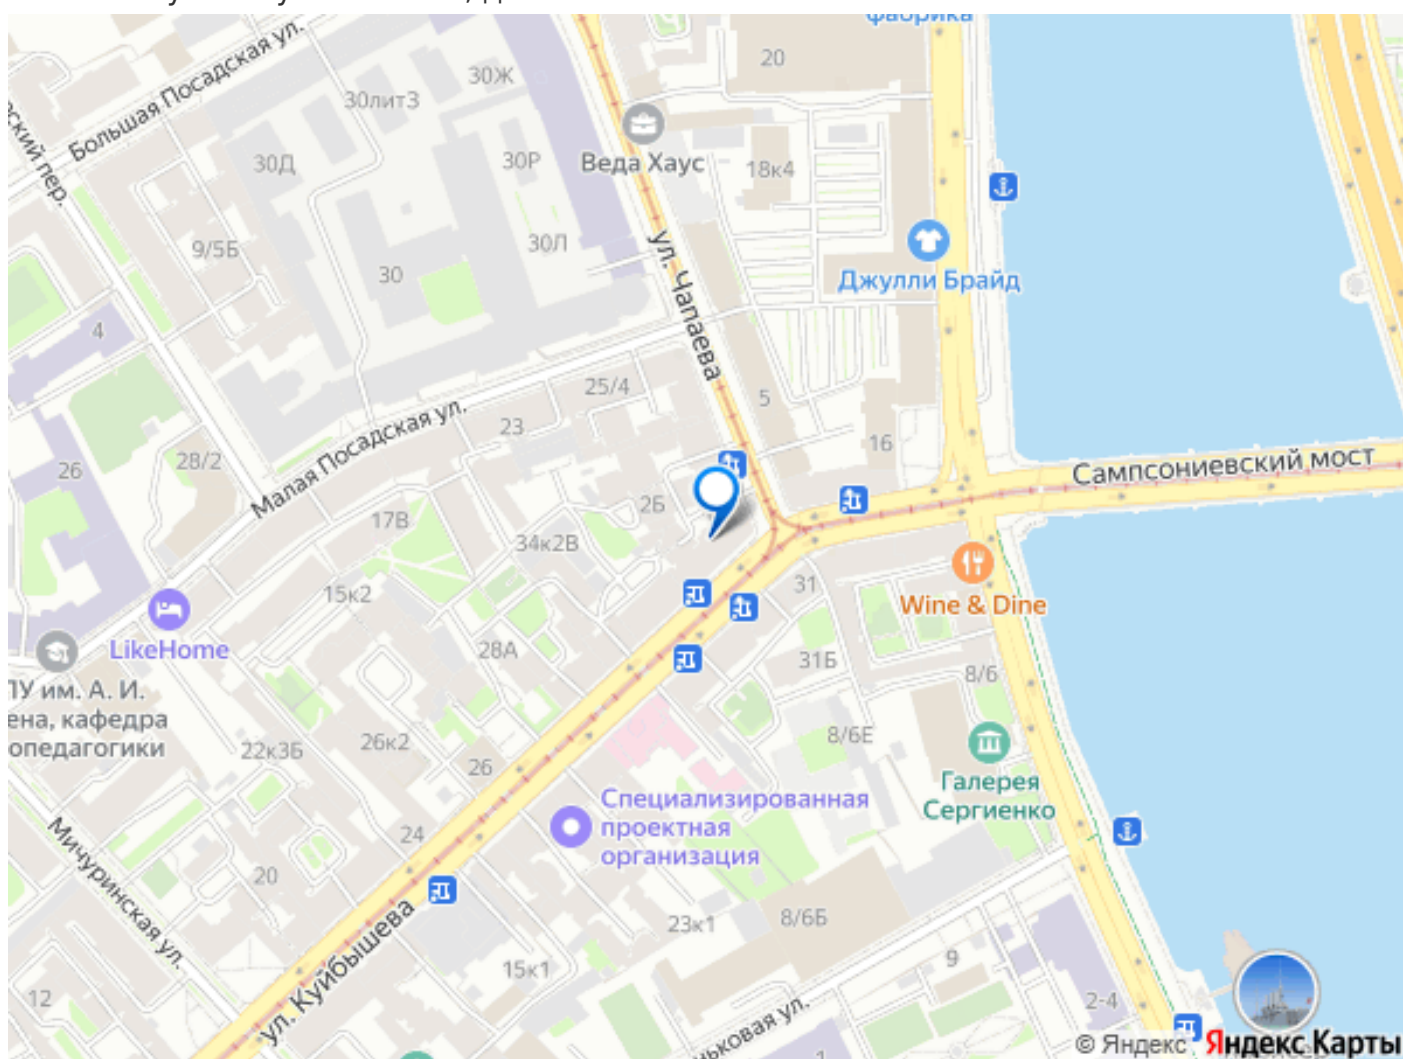 фабрика
Большая Посадская ул.
20
30Ж
30лит3
Веда Хаус
30Д
30Р
18к4
9/5Б
30
30Л
ул. Чапаева
Джулли Брайд
4
25/4
5
Малая Посадская ул.
23
16
26
28/2
Сампсониевский мост
17В
2Б
34к2В
31
15к2
Wine & Dine
LikeHome
28А
31Б
8/6
ПУ им. А. И.
ена, кафедра
опедагогики
22к3Б
26к2
26
8/6Е
Галерея
Сергиенко
Специализированная
проектная
организация
Мичуринская ул.
24
20
23к1
8/6Б
ул. Куйбышева
15к1
9
12
2-4
ьковая ул.
© Яндекс
Яндекс Карты